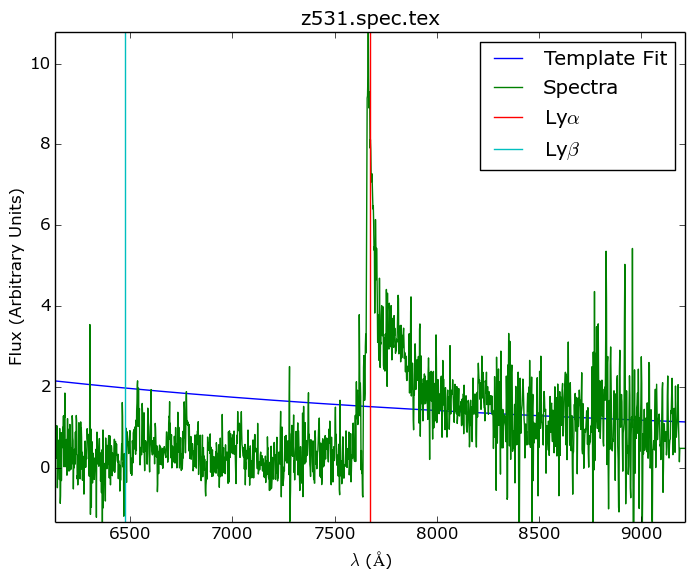 z531.spec.tex
Template Fit
Spectra
Lyα
Lyβ
10
8
6
4
2
0
Flux (Arbitrary Units)
6500 7000 7500 8000 8500 9000
λ (Å)